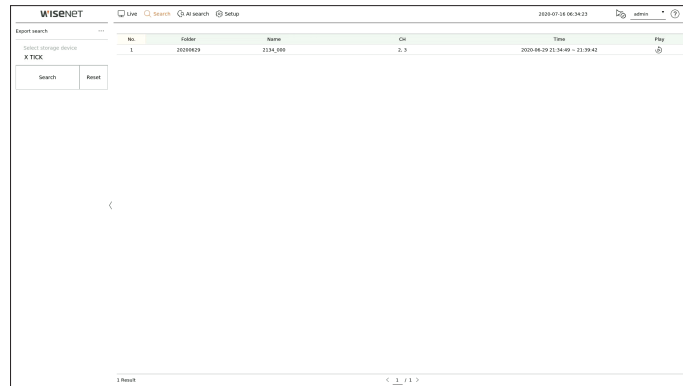 WISENET
Live Search AI search Setup 2020-07-16 06:34:23 admin
Export search
Select storage device
X TICK
Search Reset
No. Folder Name CH Time Play
1 20200629 2134_000 2, 3 2020-06-29 21:34:49 ~ 21:39:42
1 Result
1 / 1